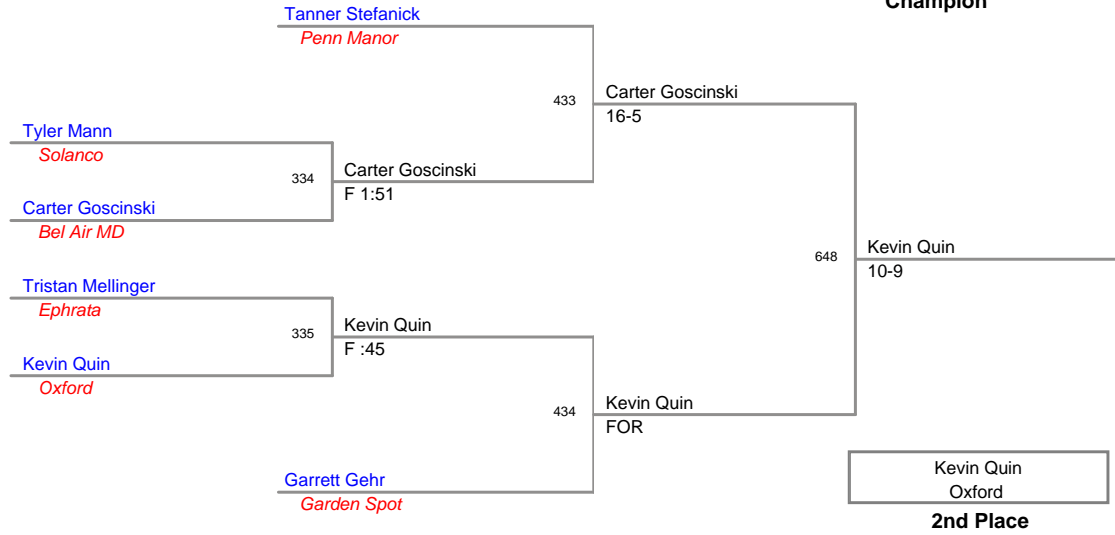 Champion
Tanner Stefanick
Penn Manor
433
Carter Goscinski
16-5
Tyler Mann
Solanco
334
Carter Goscinski
F 1:51
Carter Goscinski
Bel Air MD
648
Kevin Quin
10-9
Tristan Mellinger
Ephrata
335
Kevin Quin
F :45
Kevin Quin
Oxford
434
Kevin Quin
FOR
Garrett Gehr
Garden Spot
Kevin Quin
Oxford
2nd Place